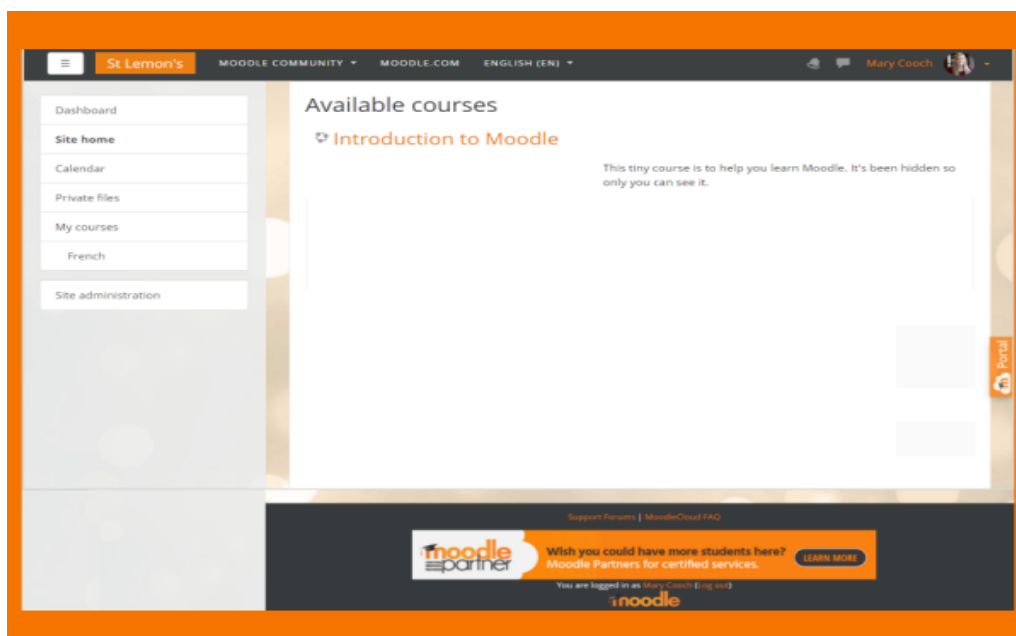 St Lemon's
MOODLE COMMUNITY
MOODLE.COM
ENGLISH (EN)
Mary Cooch
Dashboard
Site home
Calendar
Private files
My courses
French
Site administration
Available courses
Introduction to Moodle
This tiny course is to help you learn Moodle. It's been hidden so
only you can see it.
Portal
Support Forums | MoodleCloud FAQ
moodle
partner
Wish you could have more students here?
Moodle Partners for certified services.
LEARN MORE
You are logged in as Mary Cooch (Log out)
moodle